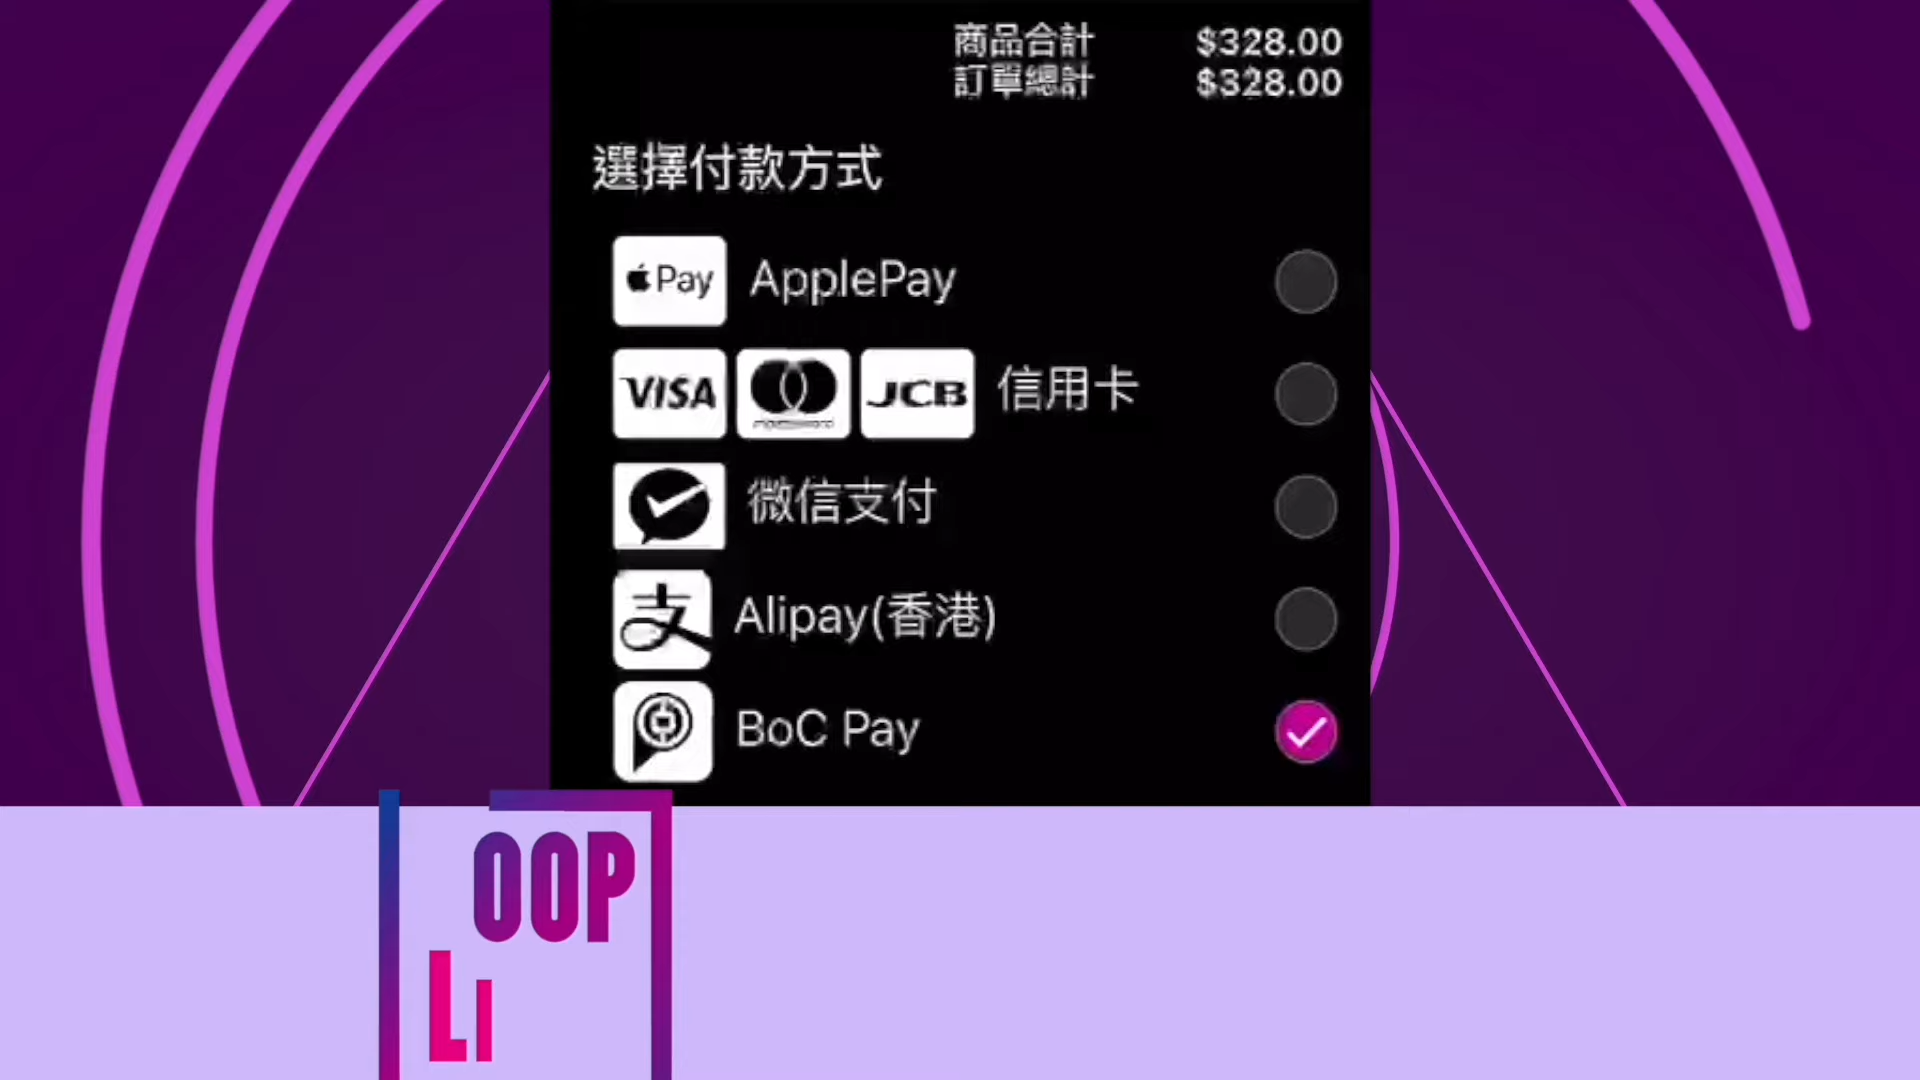 商品合計 $328.00
訂單總計 $328.00
選擇付款方式
Pay ApplePay
VISA mastercard JCB 信用卡
微信支付
支 Alipay(香港)
BoC Pay
OOP
LI